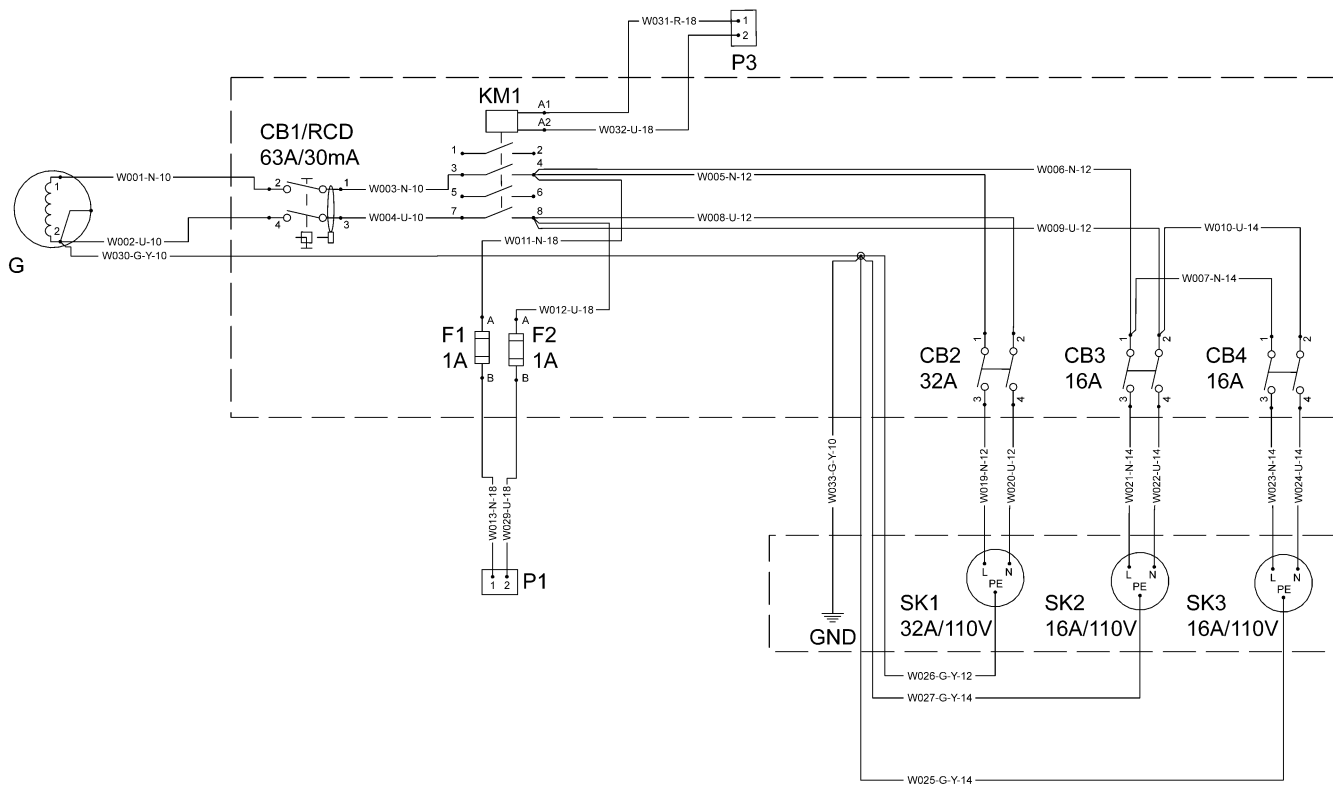 W031-R-18
1
2
P3
KM1
A1
A2
W032-U-18
CB1/RCD
63A/30mA
1
2
3
4
5
6
7
8
W001-N-10
2
1
W003-N-10
4
3
W004-U-10
1
2
G
W002-U-10
W030-G-Y-10
W006-N-12
W005-N-12
W008-U-12
W009-U-12
W010-U-14
W007-N-14
W011-N-18
W012-U-18
A
A
F1
1A
F2
1A
B
B
CB2
32A
1
2
3
4
CB3
16A
1
2
3
4
CB4
16A
1
2
3
4
W033-G-Y-10
W019-N-12
W020-U-12
W021-N-14
W022-U-14
W023-N-14
W024-U-14
W013-N-18
W029-U-18
1 2
P1
L N
PE
L N
PE
L N
PE
SK1
32A/110V
SK2
16A/110V
SK3
16A/110V
GND
W026-G-Y-12
W027-G-Y-14
W025-G-Y-14